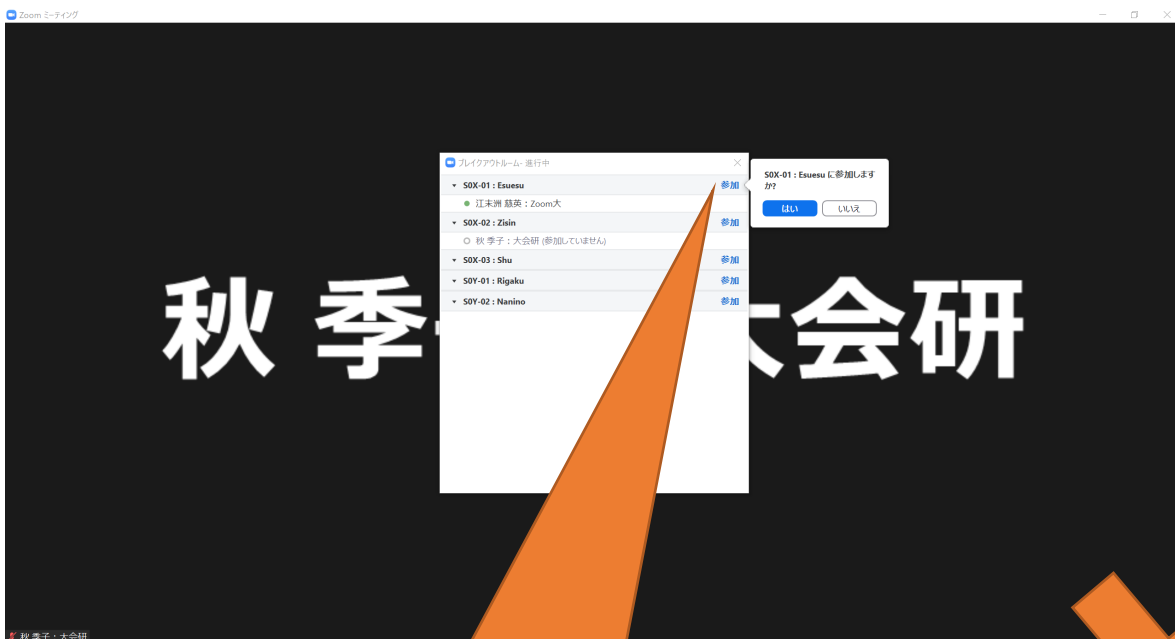 Zoom ミーティング
ブレイクアウトルーム- 進行中
S0X-01 : Esuesu 参加
江末洲 慈英：Zoom大
S0X-02 : Zisin 参加
秋 季子：大会研 (参加していません)
S0X-03 : Shu 参加
S0Y-01 : Rigaku 参加
S0Y-02 : Nanino 参加
S0X-01 : Esuesu に参加します
か?
はい いいえ
秋 季 大会研
秋 季子：大会研